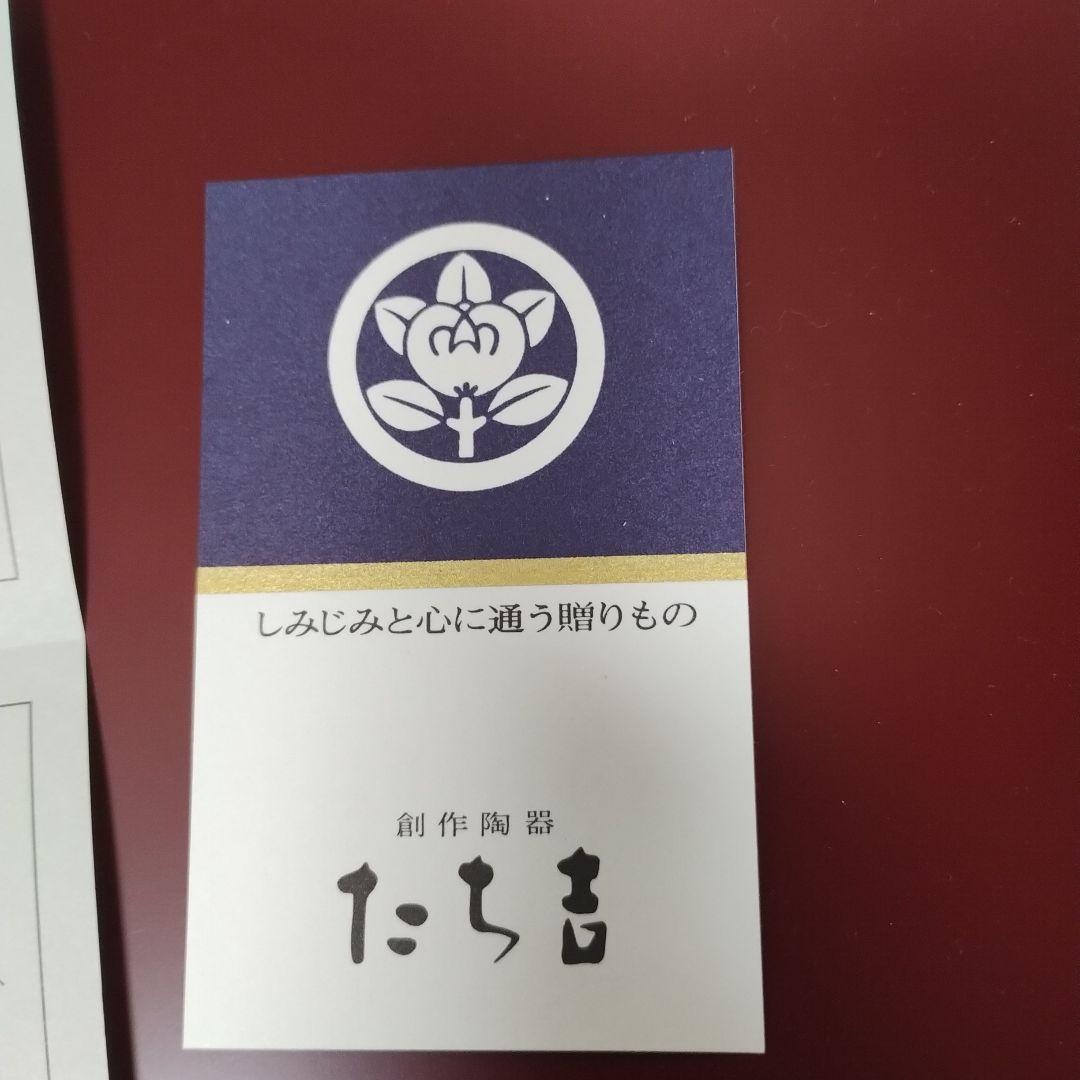 しみじみと心に通う贈りもの
創作陶器
たち吉